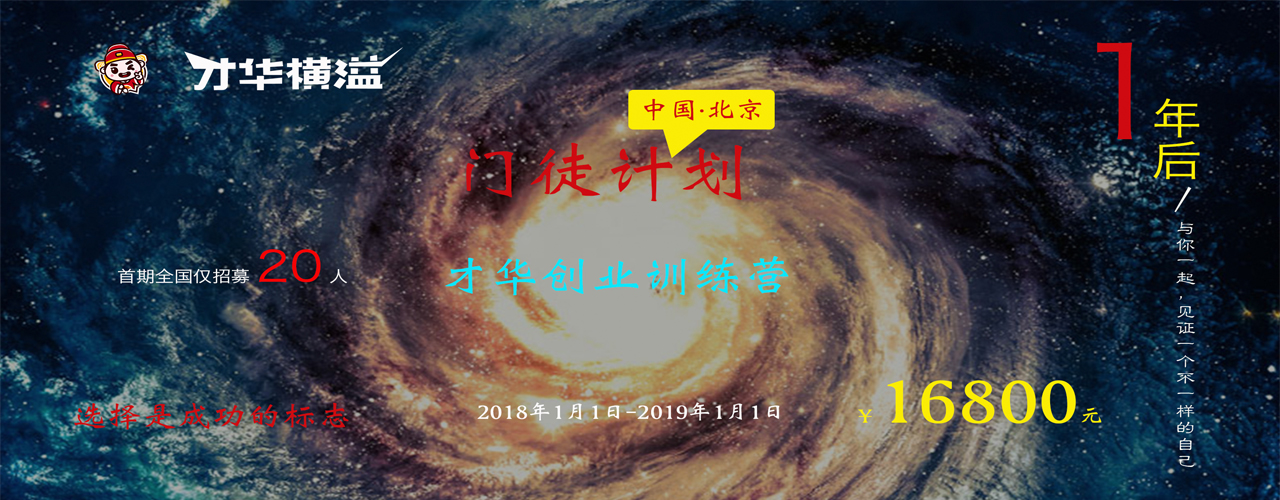 才华横溢
中国·北京
门徒计划
才华创业训练营
首期全国仅招募 20 人
选择是成功的标志
2018年1月1日-2019年1月1日
¥ 16800 元
1
年后
/
与你一起，见证一个不一样的自己